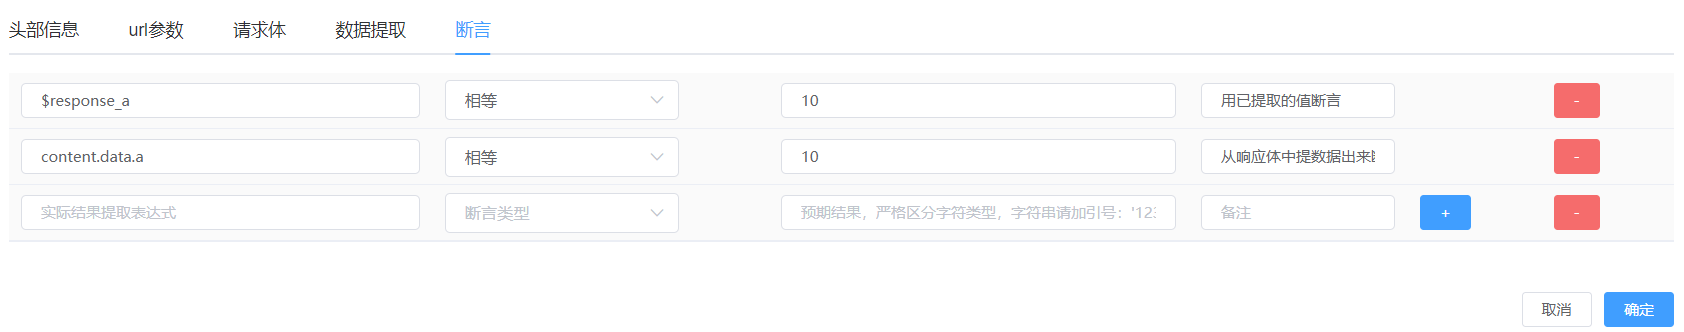 头部信息 url参数 请求体 数据提取 断言
$response_a 相等 10 用已提取的值断言 -
content.data.a 相等 10 从响应体中提数据出来 -
实际结果提取表达式 断言类型 预期结果，严格区分字符类型，字符串请加引号：'12 备注 + -
取消 确定